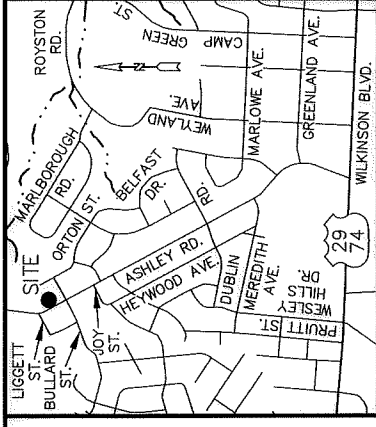 ROYSTON
RD.
CAMP GREEN ST.
MARLBOROUGH
RD.
WEYLAND
AVE.
MARLOWE AVE.
GREENLAND AVE.
WILKINSON BLVD.
ORTON ST.
BELFAST
DR.
SITE
LIGGETT
ST.
BULLARD
ST.
JOY
ST.
ASHLEY RD.
HEYWOOD AVE.
DUBLIN RD.
MEREDITH
AVE.
PRUITT ST.
WESLEY
HILLS
DR.
29
74